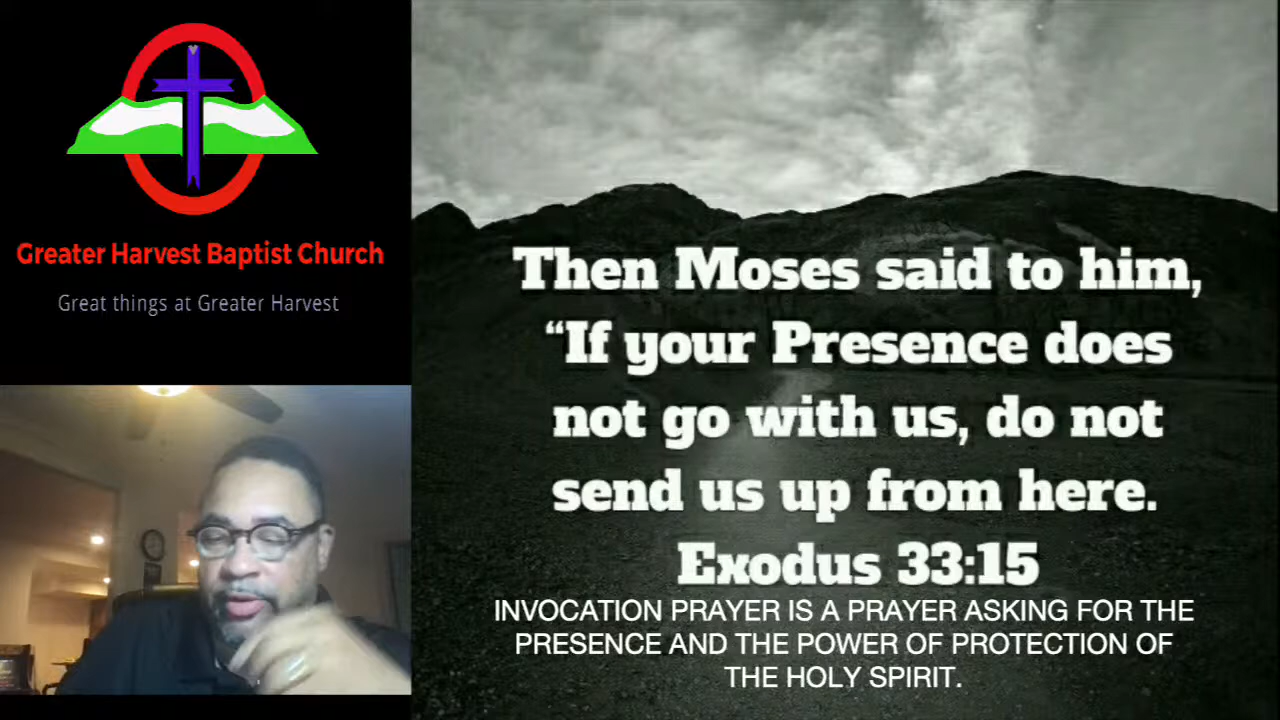 Greater Harvest Baptist Church
Great things at Greater Harvest
Then Moses said to him,
“If your Presence does
not go with us, do not
send us up from here.
Exodus 33:15
INVOCATION PRAYER IS A PRAYER ASKING FOR THE
PRESENCE AND THE POWER OF PROTECTION OF
THE HOLY SPIRIT.